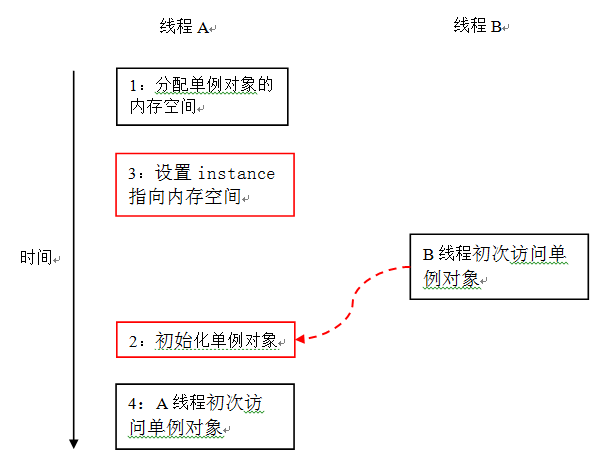 线程 A
线程 B
1：分配单例对象的
内存空间
3：设置 instance
指向内存空间
时间
B 线程初次访问单
例对象
2：初始化单例对象
4：A 线程初次访
问单例对象